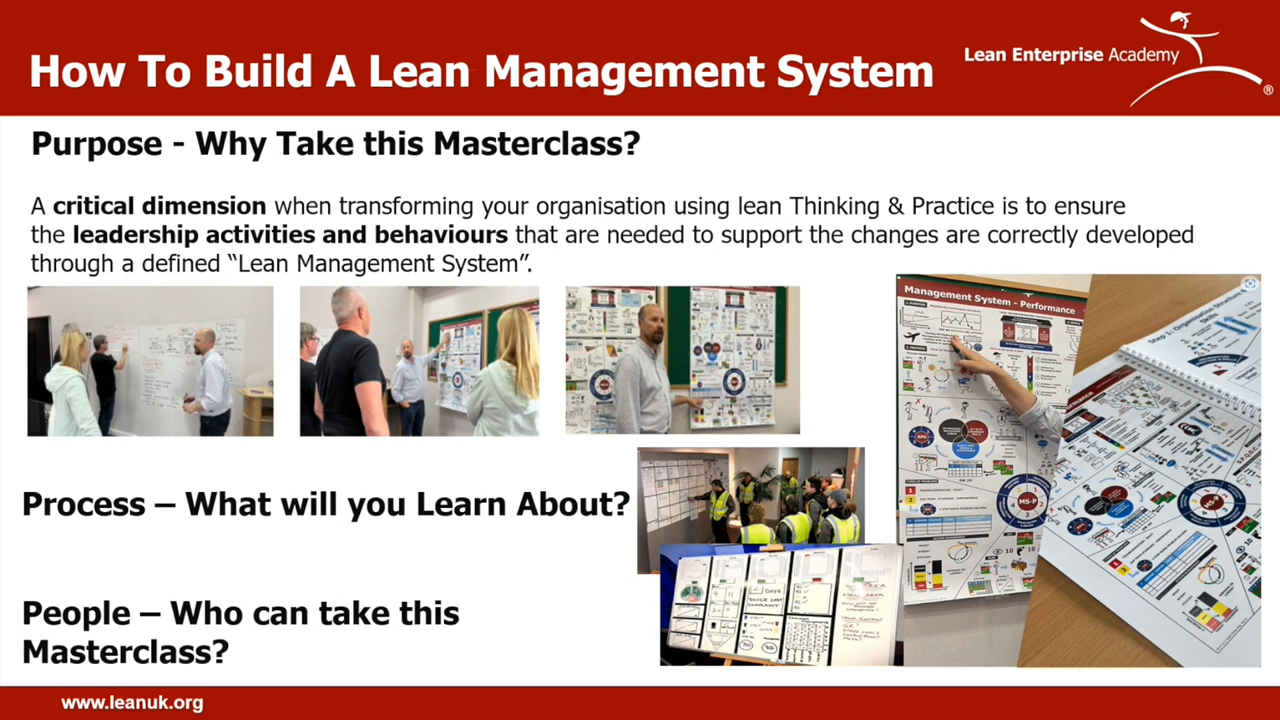 How To Build A Lean Management System
Lean Enterprise Academy
®
Purpose - Why Take this Masterclass?
A critical dimension when transforming your organisation using lean Thinking & Practice is to ensure
the leadership activities and behaviours that are needed to support the changes are correctly developed
through a defined “Lean Management System”.
Management System - Performance
MS-P
Process – What will you Learn About?
People – Who can take this
Masterclass?
www.leanuk.org